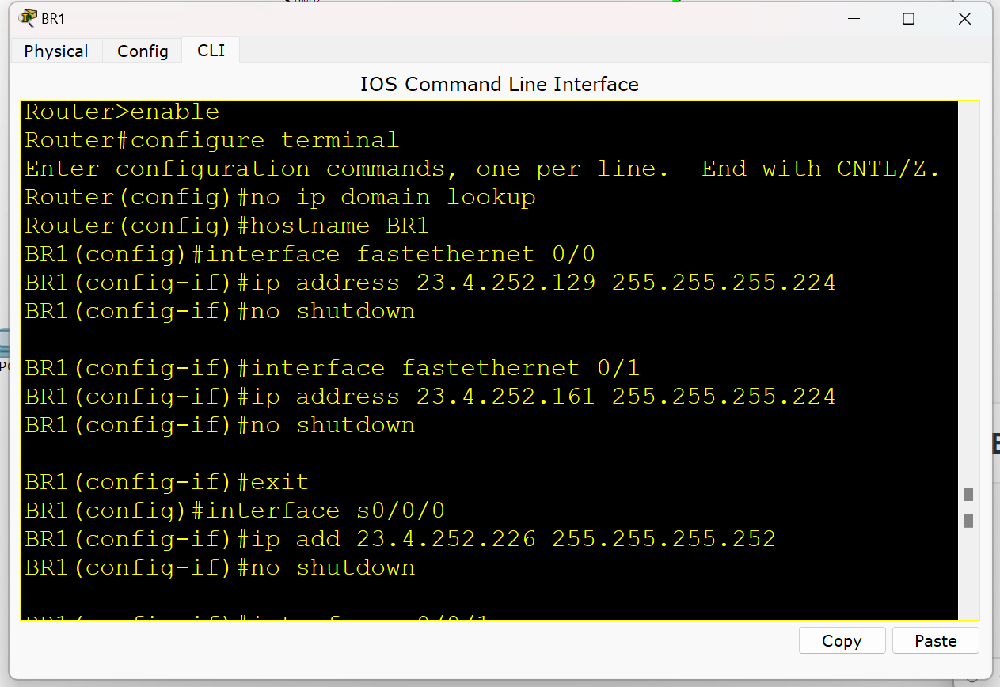 BR1
Physical
Config
CLI
IOS Command Line Interface
Router>enable
Router#configure terminal
Enter configuration commands, one per line.  End with CNTL/Z.
Router(config)#no ip domain lookup
Router(config)#hostname BR1
BR1(config)#interface fastethernet 0/0
BR1(config-if)#ip address 23.4.252.129 255.255.255.224
BR1(config-if)#no shutdown
BR1(config-if)#interface fastethernet 0/1
BR1(config-if)#ip address 23.4.252.161 255.255.255.224
BR1(config-if)#no shutdown
BR1(config-if)#exit
BR1(config)#interface s0/0/0
BR1(config-if)#ip add 23.4.252.226 255.255.255.252
BR1(config-if)#no shutdown
Copy
Paste